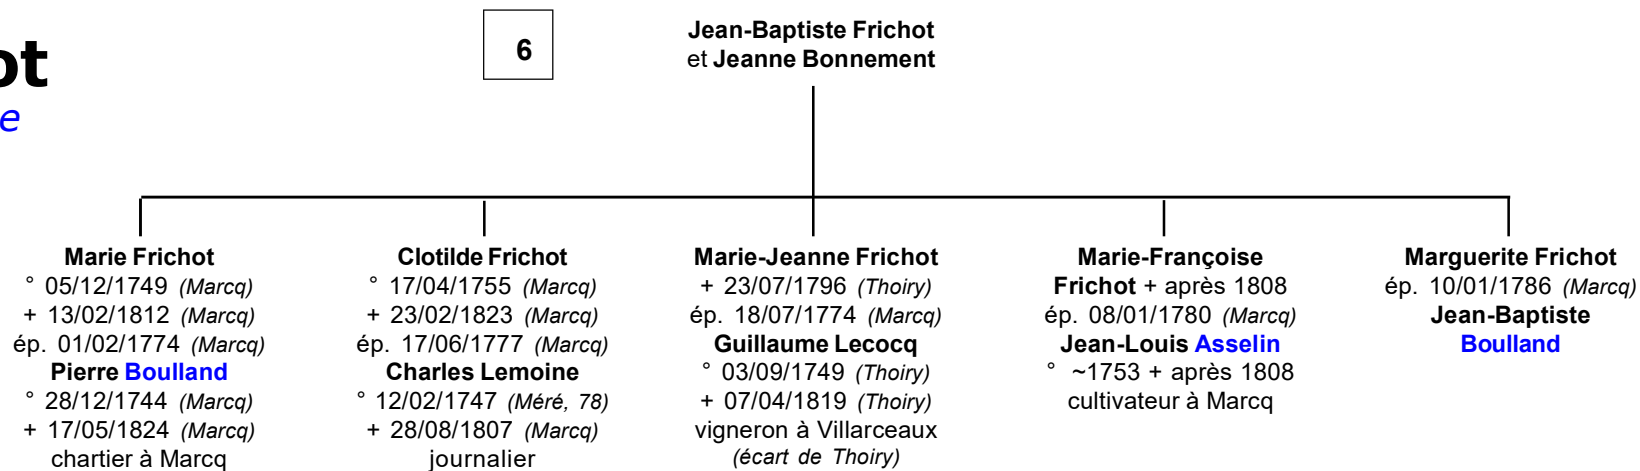 ot
e
6
Jean-Baptiste Frichot
et Jeanne Bonnement
Marie Frichot
° 05/12/1749 (Marcq)
+ 13/02/1812 (Marcq)
ép. 01/02/1774 (Marcq)
Pierre Boulland
° 28/12/1744 (Marcq)
+ 17/05/1824 (Marcq)
chartier à Marcq
Clotilde Frichot
° 17/04/1755 (Marcq)
+ 23/02/1823 (Marcq)
ép. 17/06/1777 (Marcq)
Charles Lemoine
° 12/02/1747 (Méré, 78)
+ 28/08/1807 (Marcq)
journalier
Marie-Jeanne Frichot
+ 23/07/1796 (Thoiry)
ép. 18/07/1774 (Marcq)
Guillaume Lecocq
° 03/09/1749 (Thoiry)
+ 07/04/1819 (Thoiry)
vigneron à Villarceaux
(écart de Thoiry)
Marie-Françoise
Frichot + après 1808
ép. 08/01/1780 (Marcq)
Jean-Louis Asselin
° ~1753 + après 1808
cultivateur à Marcq
Marguerite Frichot
ép. 10/01/1786 (Marcq)
Jean-Baptiste
Boulland